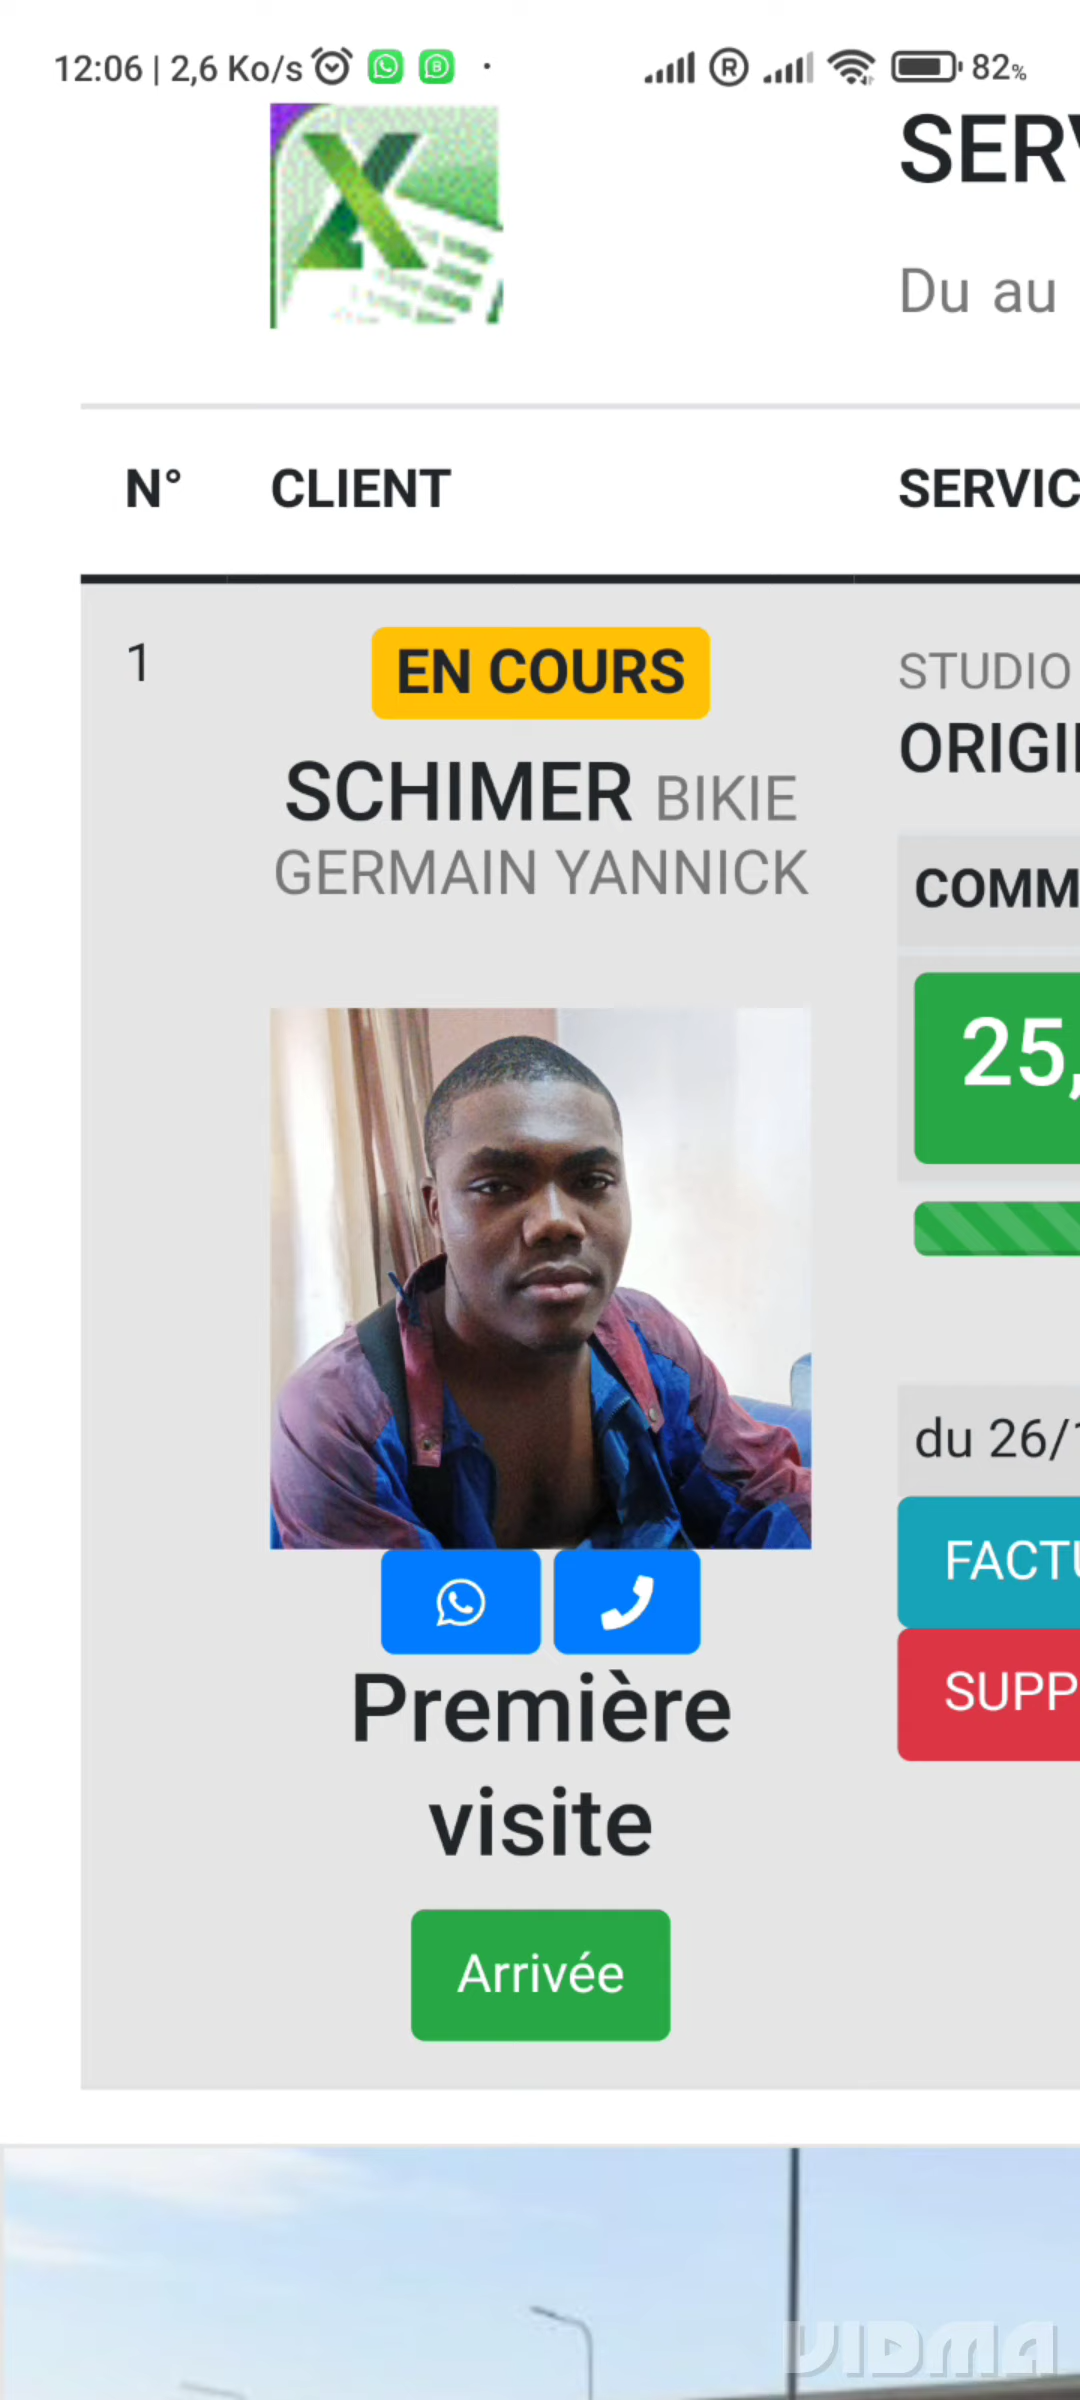 12:06 | 2,6 Ko/s
82%
SERV
Du au
N° CLIENT SERVIC
1
EN COURS
SCHIMER BIKIE
GERMAIN YANNICK
STUDIO
ORIGI
COMM
25,
du 26/1
FACTU
SUPP
Première
visite
Arrivée
VIDMA